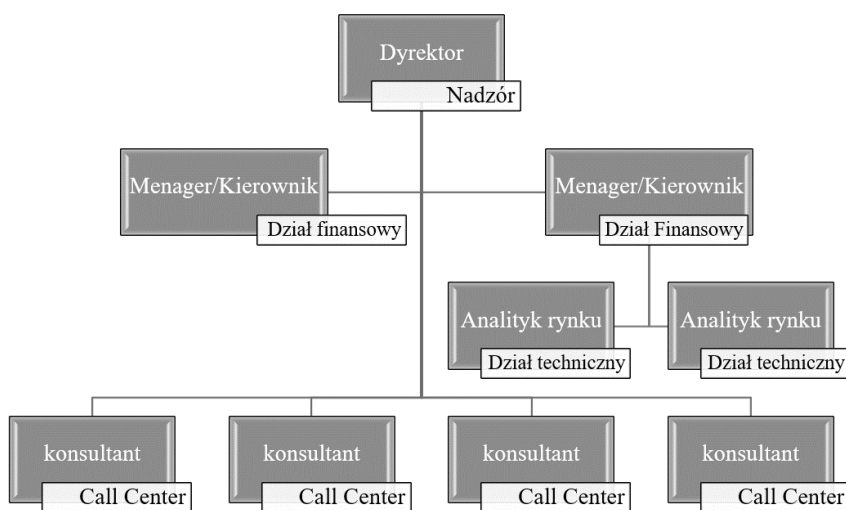 Dyrektor
Nadzór
Menager/Kierownik
Dział finansowy
Menager/Kierownik
Dział Finansowy
Analityk rynku
Dział techniczny
Analityk rynku
Dział techniczny
konsultant
Call Center
konsultant
Call Center
konsultant
Call Center
konsultant
Call Center